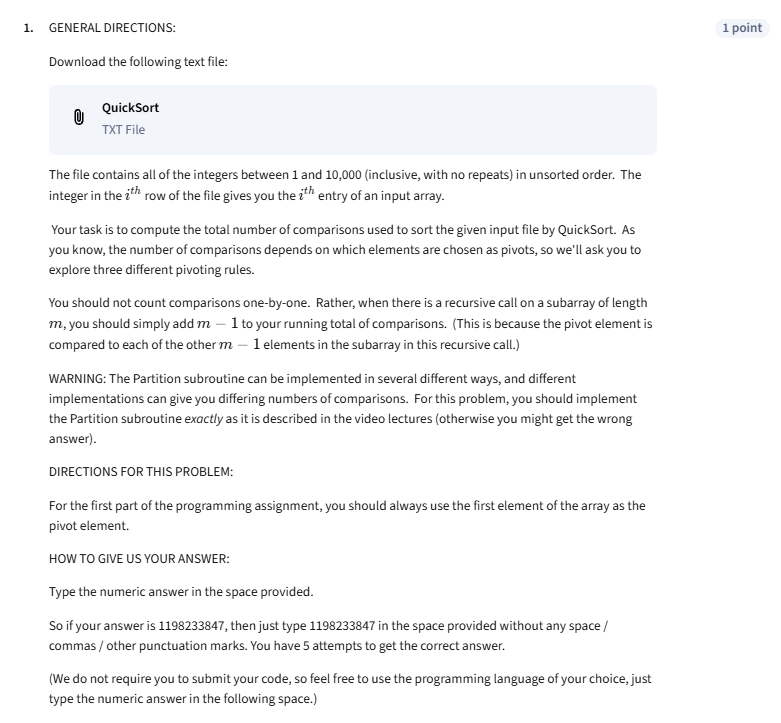 1. GENERAL DIRECTIONS: 1 point
Download the following text file:
QuickSort
TXT File
The file contains all of the integers between 1 and 10,000 (inclusive, with no repeats) in unsorted order. The
integer in the i^th row of the file gives you the i^th entry of an input array.
Your task is to compute the total number of comparisons used to sort the given input file by QuickSort. As
you know, the number of comparisons depends on which elements are chosen as pivots, so we'll ask you to
explore three different pivoting rules.
You should not count comparisons one-by-one. Rather, when there is a recursive call on a subarray of length
m, you should simply add m − 1 to your running total of comparisons. (This is because the pivot element is
compared to each of the other m − 1 elements in the subarray in this recursive call.)
WARNING: The Partition subroutine can be implemented in several different ways, and different
implementations can give you differing numbers of comparisons. For this problem, you should implement
the Partition subroutine exactly as it is described in the video lectures (otherwise you might get the wrong
answer).
DIRECTIONS FOR THIS PROBLEM:
For the first part of the programming assignment, you should always use the first element of the array as the
pivot element.
HOW TO GIVE US YOUR ANSWER:
Type the numeric answer in the space provided.
So if your answer is 1198233847, then just type 1198233847 in the space provided without any space /
commas / other punctuation marks. You have 5 attempts to get the correct answer.
(We do not require you to submit your code, so feel free to use the programming language of your choice, just
type the numeric answer in the following space.)